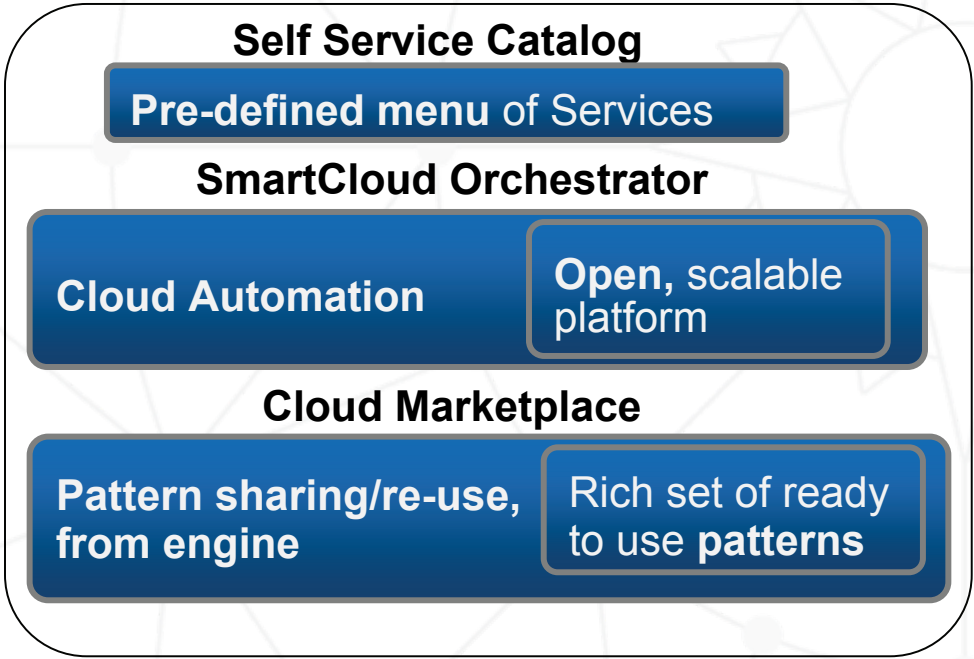 Self Service Catalog
Pre-defined menu of Services
SmartCloud Orchestrator
Cloud Automation
Open, scalable
platform
Cloud Marketplace
Pattern sharing/re-use,
from engine
Rich set of ready
to use patterns